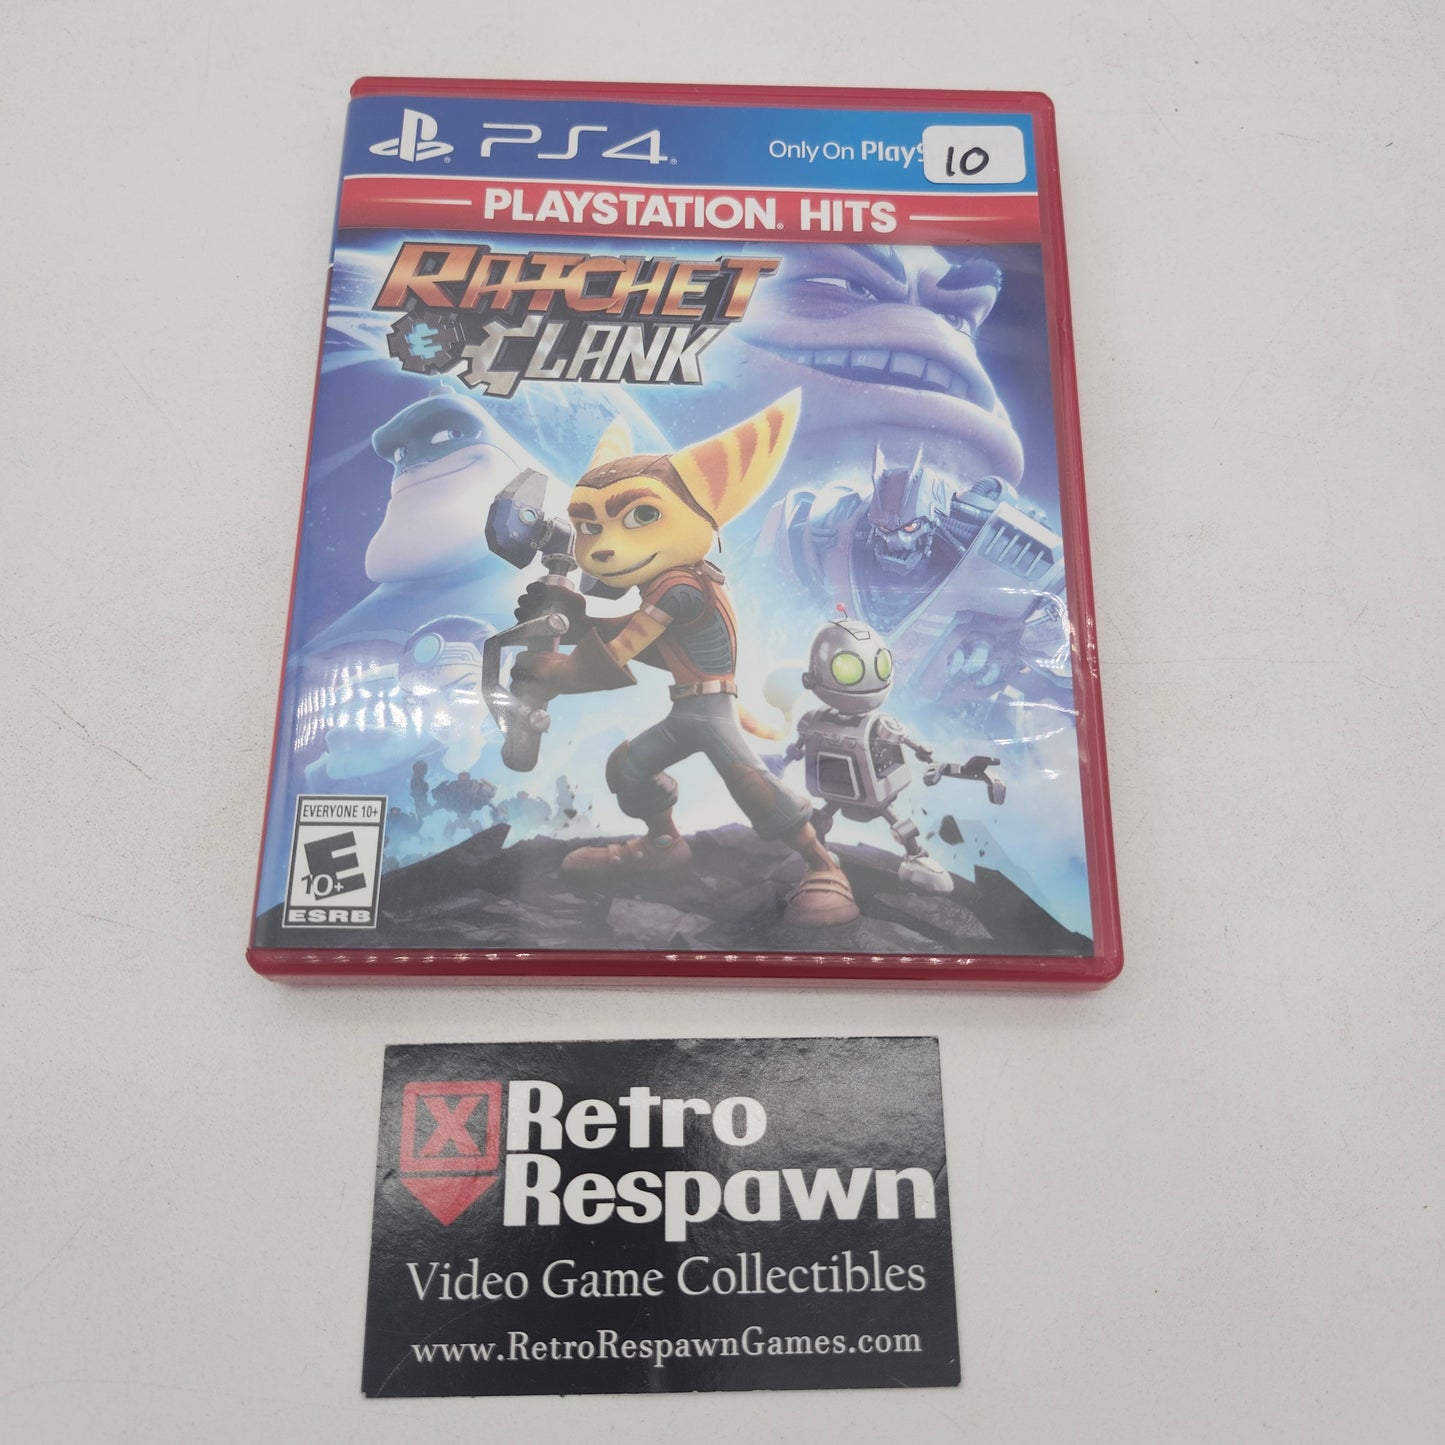 PS4
Only On PlayS
10
PLAYSTATION HITS
RATCHET
& CLANK
EVERYONE 10+
E
10+
ESRB
Retro
Respawn
Video Game Collectibles
www.RetroRespawnGames.com